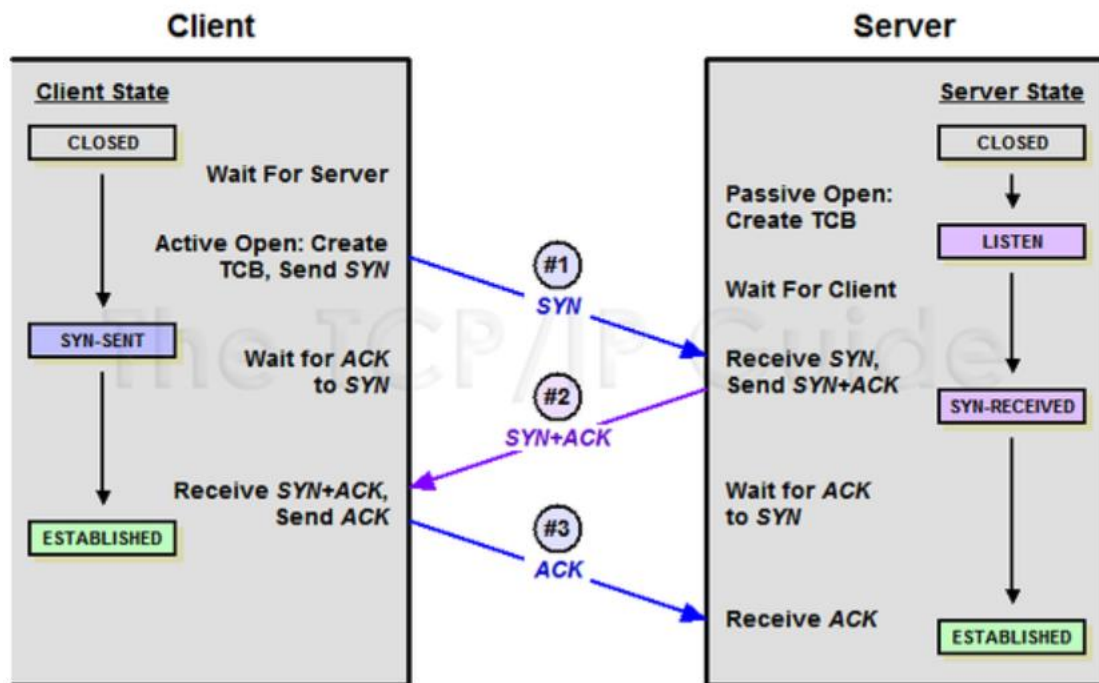 Client
Server
Client State
CLOSED
Wait For Server
Active Open: Create
TCB, Send SYN
SYN-SENT
Wait for ACK
to SYN
Receive SYN+ACK,
Send ACK
ESTABLISHED
#1
SYN
#2
SYN+ACK
#3
ACK
Server State
CLOSED
Passive Open:
Create TCB
LISTEN
Wait For Client
Receive SYN,
Send SYN+ACK
SYN-RECEIVED
Wait for ACK
to SYN
Receive ACK
ESTABLISHED
The TCP/IP Guide